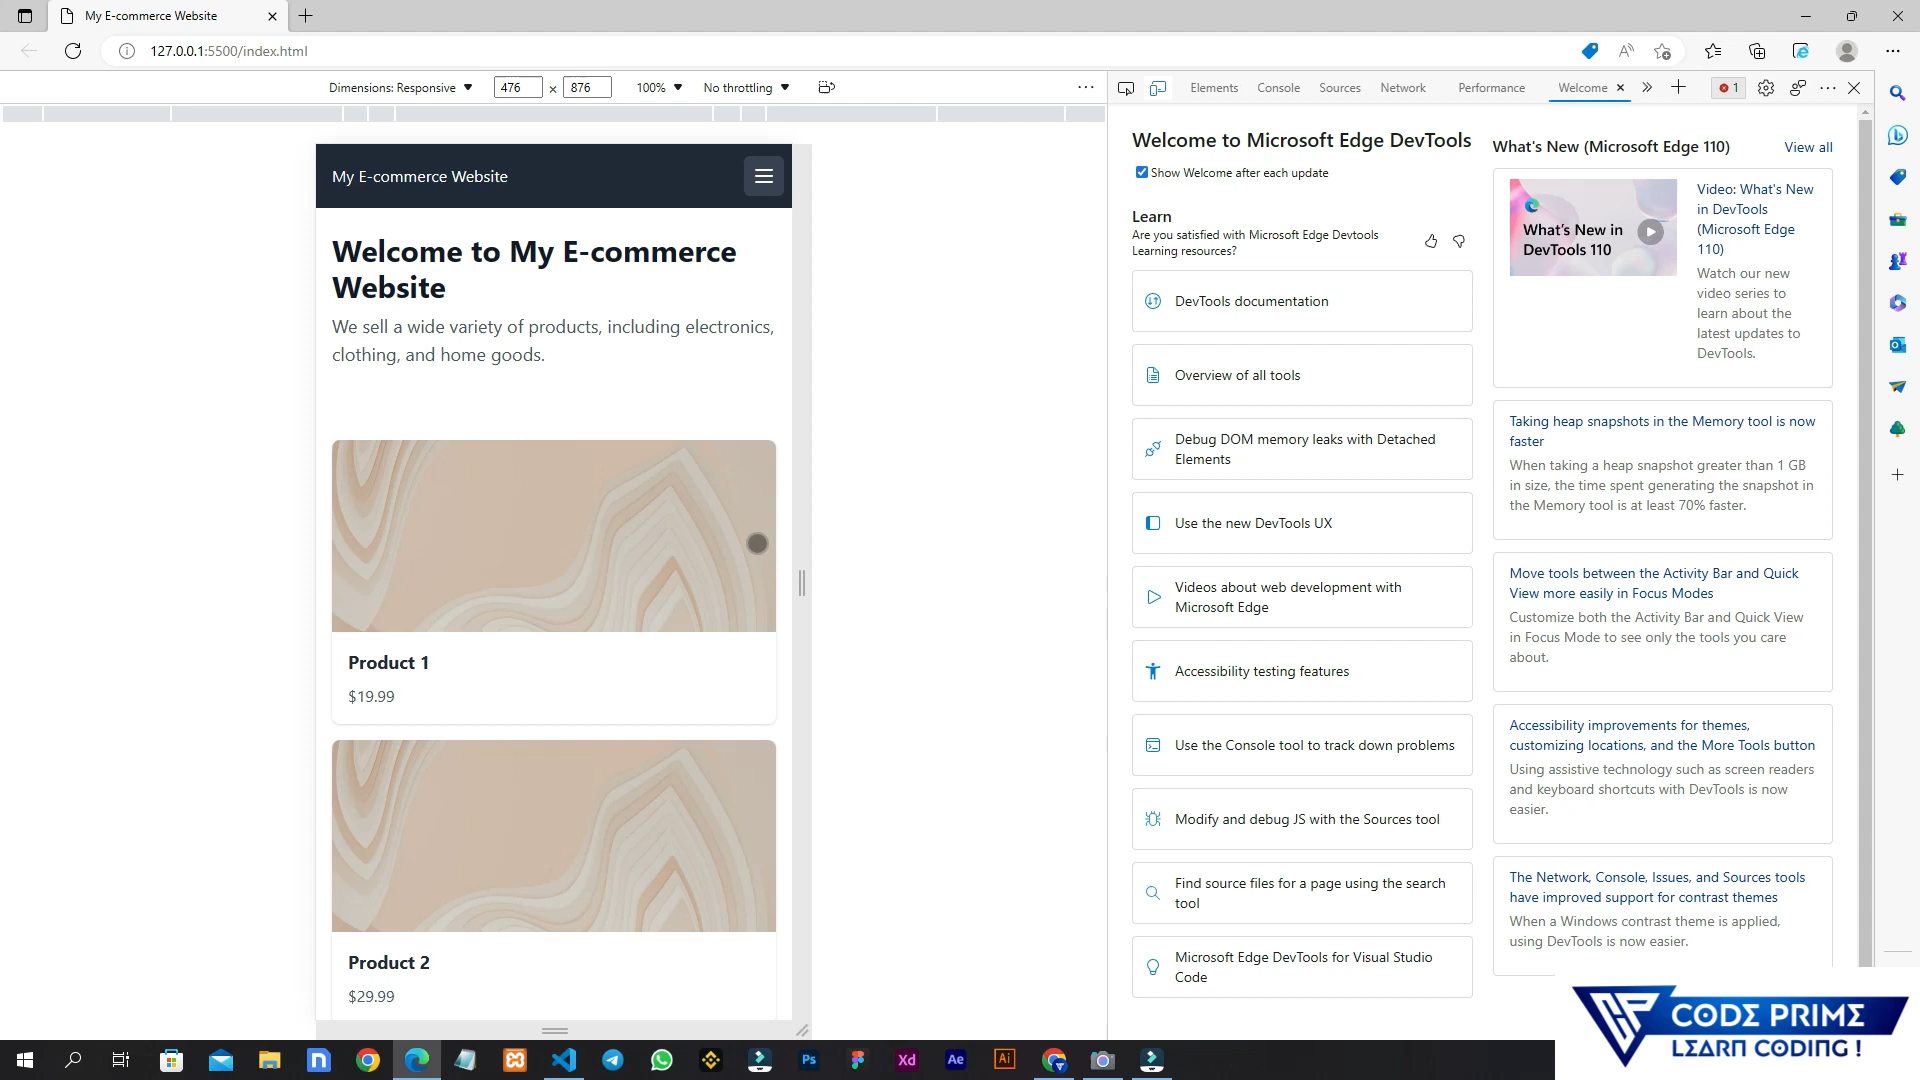 My E-commerce Website
127.0.0.1:5500/index.html
Dimensions: Responsive
476
×
876
100%
No throttling
Elements
Console
Sources
Network
Performance
Welcome
1
My E-commerce Website
Welcome to My E-commerce
Website
We sell a wide variety of products, including electronics,
clothing, and home goods.
Product 1
$19.99
Product 2
$29.99
Welcome to Microsoft Edge DevTools
Show Welcome after each update
Learn
Are you satisfied with Microsoft Edge Devtools
Learning resources?
DevTools documentation
Overview of all tools
Debug DOM memory leaks with Detached
Elements
Use the new DevTools UX
Videos about web development with
Microsoft Edge
Accessibility testing features
Use the Console tool to track down problems
Modify and debug JS with the Sources tool
Find source files for a page using the search
tool
Microsoft Edge DevTools for Visual Studio
Code
What's New (Microsoft Edge 110)
View all
What's New in
DevTools 110
Video: What's New
in DevTools
(Microsoft Edge
110)
Watch our new
video series to
learn about the
latest updates to
DevTools.
Taking heap snapshots in the Memory tool is now
faster
When taking a heap snapshot greater than 1 GB
in size, the time spent generating the snapshot in
the Memory tool is at least 70% faster.
Move tools between the Activity Bar and Quick
View more easily in Focus Modes
Customize both the Activity Bar and Quick View
in Focus Mode to see only the tools you care
about.
Accessibility improvements for themes,
customizing locations, and the More Tools button
Using assistive technology such as screen readers
and keyboard shortcuts with DevTools is now
easier.
The Network, Console, Issues, and Sources tools
have improved support for contrast themes
When a Windows contrast theme is applied,
using DevTools is now easier.
Ps
Xd
Ae
Ai
CODE PRIME
LEARN CODING !